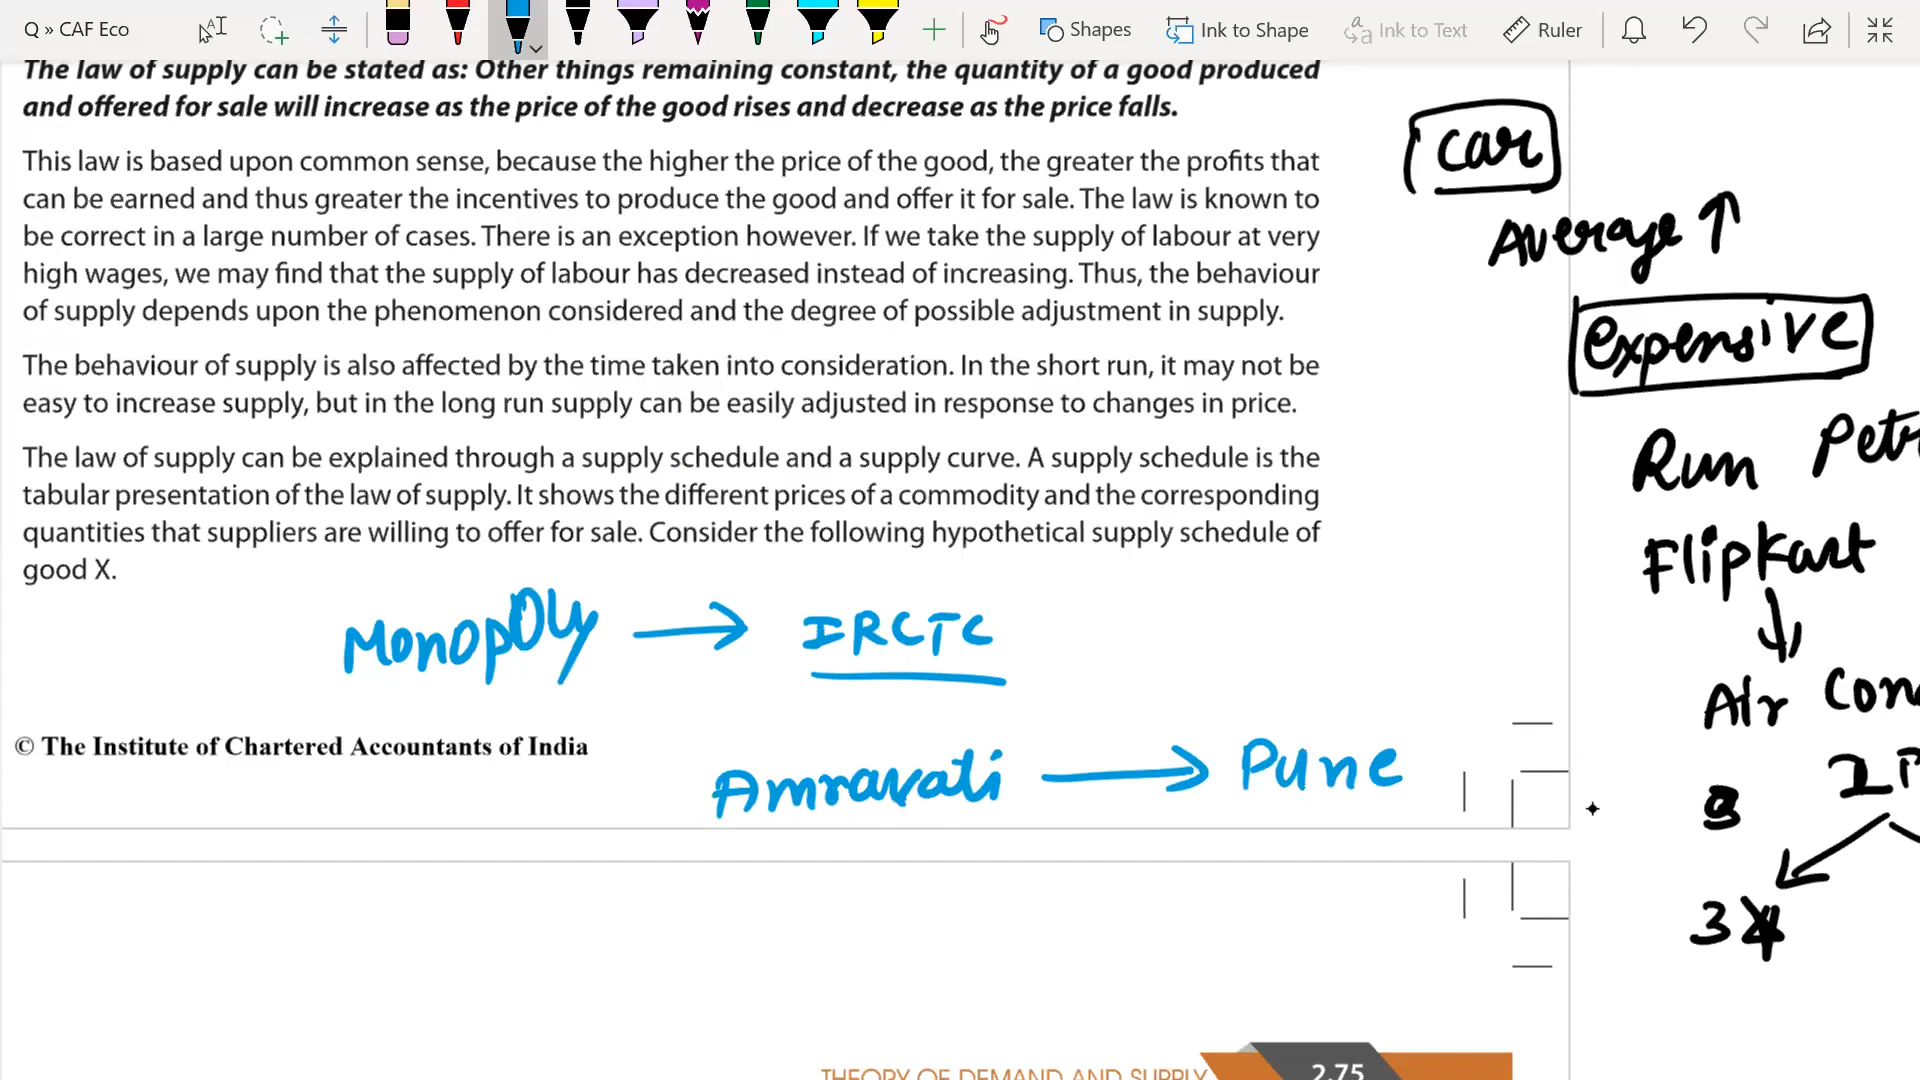 Q » CAF Eco
Shapes
Ink to Shape
Ink to Text
Ruler
The law of supply can be stated as: Other things remaining constant, the quantity of a good produced
and offered for sale will increase as the price of the good rises and decrease as the price falls.
This law is based upon common sense, because the higher the price of the good, the greater the profits that
can be earned and thus greater the incentives to produce the good and offer it for sale. The law is known to
be correct in a large number of cases. There is an exception however. If we take the supply of labour at very
high wages, we may find that the supply of labour has decreased instead of increasing. Thus, the behaviour
of supply depends upon the phenomenon considered and the degree of possible adjustment in supply.
The behaviour of supply is also affected by the time taken into consideration. In the short run, it may not be
easy to increase supply, but in the long run supply can be easily adjusted in response to changes in price.
The law of supply can be explained through a supply schedule and a supply curve. A supply schedule is the
tabular presentation of the law of supply. It shows the different prices of a commodity and the corresponding
quantities that suppliers are willing to offer for sale. Consider the following hypothetical supply schedule of
good X.
Monopoly → IRCTC
© The Institute of Chartered Accountants of India
Amravati → Pune
THEORY OF DEMAND AND SUPPLY
2.75
car
Average ↑
expensive
Run Petr
Flipkart
↓
Air Con
3